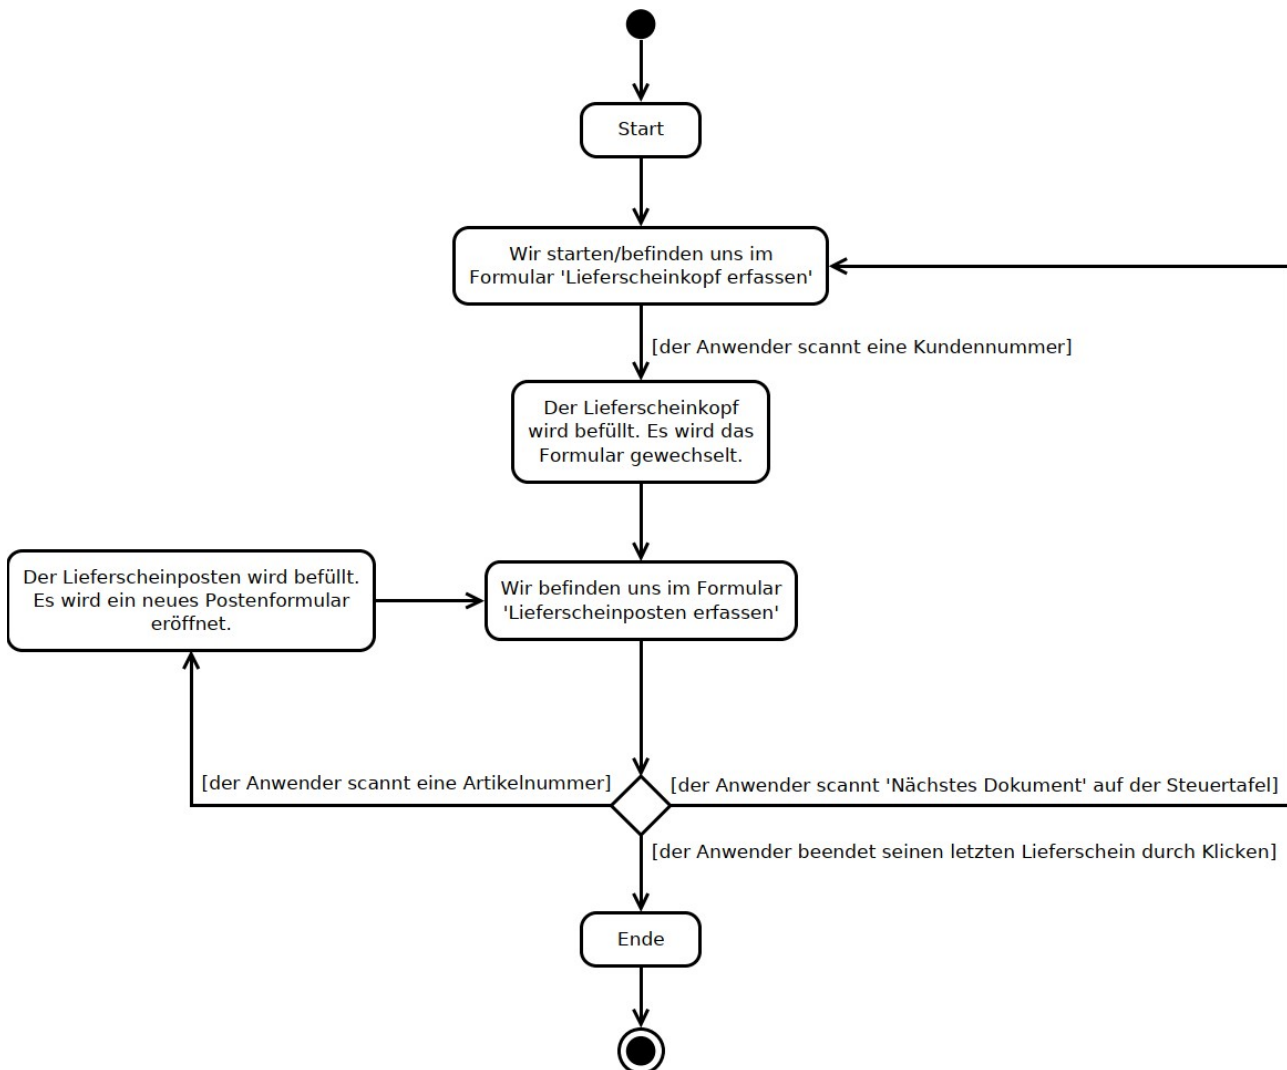 Start
Wir starten/befinden uns im
Formular 'Lieferscheinkopf erfassen'
[der Anwender scannt eine Kundennummer]
Der Lieferscheinkopf
wird befüllt. Es wird das
Formular gewechselt.
Der Lieferscheinposten wird befüllt.
Es wird ein neues Postenformular
eröffnet.
Wir befinden uns im Formular
'Lieferscheinposten erfassen'
[der Anwender scannt eine Artikelnummer]
[der Anwender scannt 'Nächstes Dokument' auf der Steuertafel]
[der Anwender beendet seinen letzten Lieferschein durch Klicken]
Ende